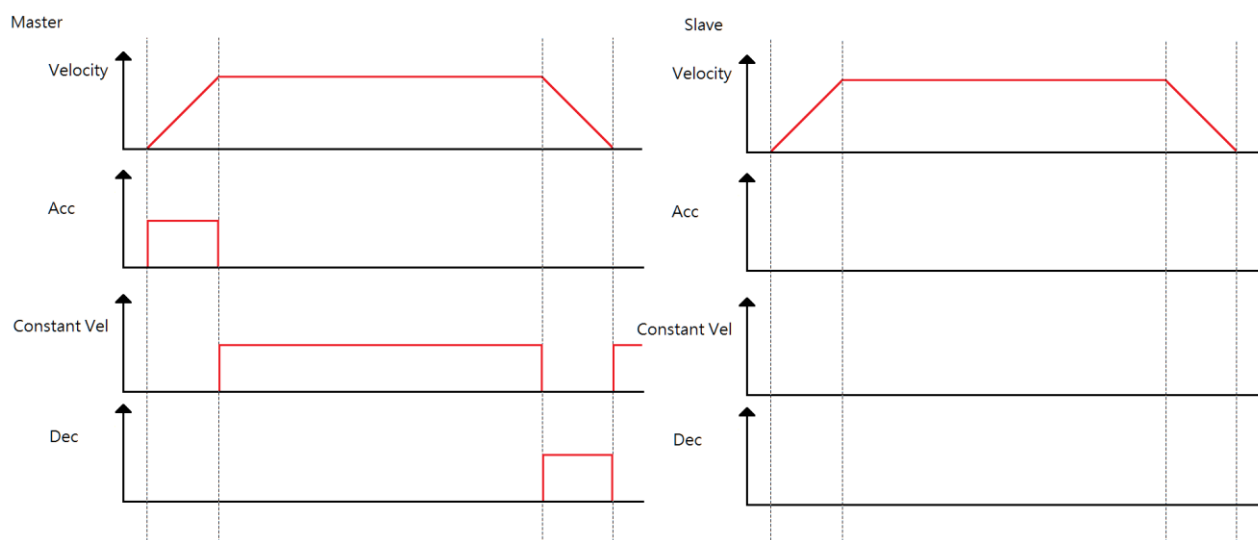 Master
Velocity
Acc
Constant Vel
Dec
Slave
Velocity
Acc
Constant Vel
Dec